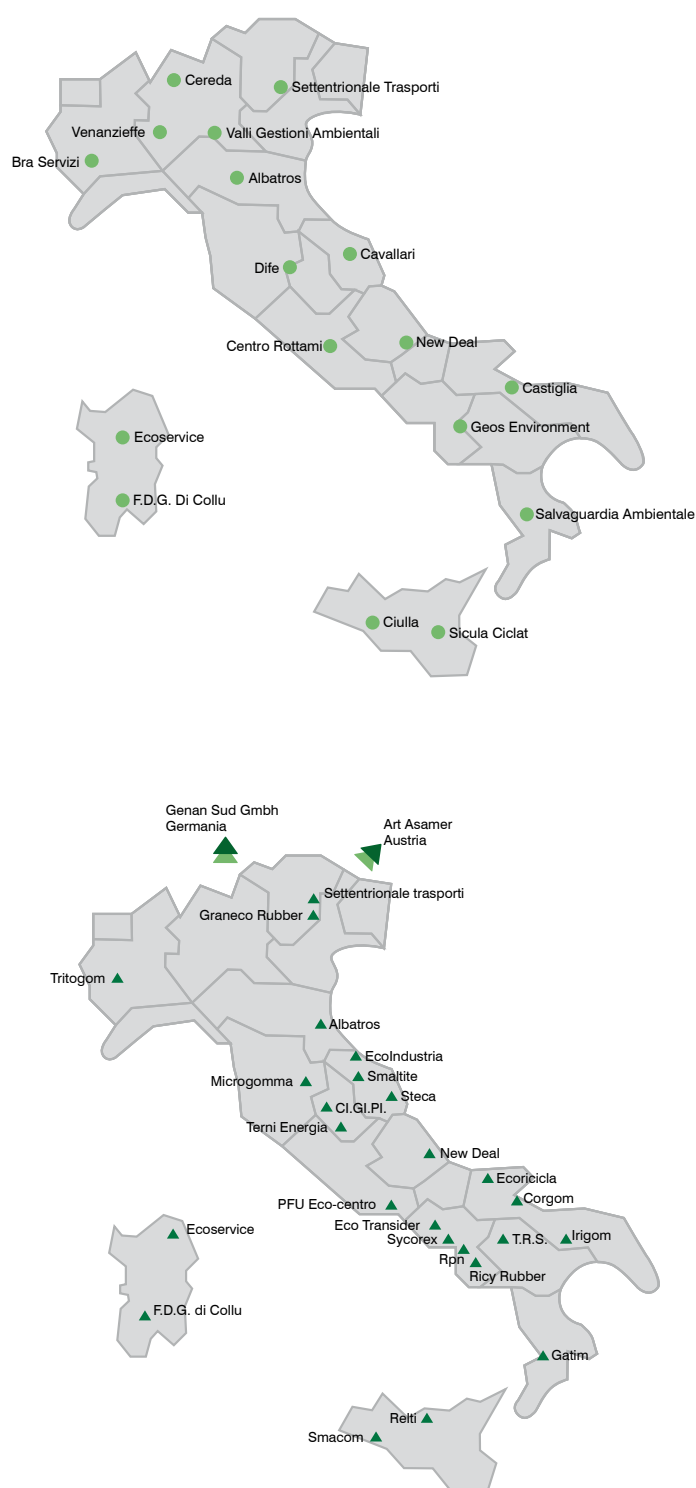 Cereda
Settentrionale Trasporti
Venanzieffe
Valli Gestioni Ambientali
Bra Servizi
Albatros
Cavallari
Dife
New Deal
Centro Rottami
Castiglia
Geos Environment
Ecoservice
F.D.G. Di Collu
Salvaguardia Ambientale
Ciulla
Sicula Ciclat
Genan Sud Gmbh
Germania
Art Asamer
Austria
Settentrionale trasporti
Graneco Rubber
Tritogom
Albatros
EcoIndustria
Smaltite
Microgomma
Steca
CI.GI.PI.
Terni Energia
New Deal
Ecoricicla
Corgom
PFU Eco-centro
Eco Transider
Sycorex
T.R.S.
Irigom
Rpn
Ricy Rubber
Ecoservice
F.D.G. di Collu
Gatim
Relti
Smacom